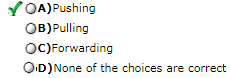 A)Pushing
B)Pulling
C)Forwarding
D)None of the choices are correct